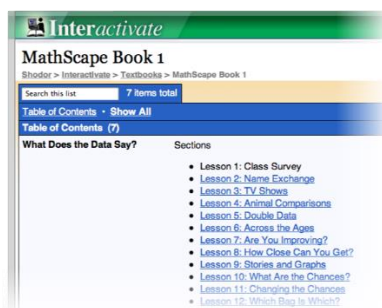 Interactivate
MathScape Book 1
Shodor > Interactivate > Textbooks > MathScape Book 1
Search this list 7 items total
Table of Contents • Show All
Table of Contents (7)
What Does the Data Say? Sections
• Lesson 1: Class Survey
• Lesson 2: Name Exchange
• Lesson 3: TV Shows
• Lesson 4: Animal Comparisons
• Lesson 5: Double Data
• Lesson 6: Across the Ages
• Lesson 7: Are You Improving?
• Lesson 8: How Close Can You Get?
• Lesson 9: Stories and Graphs
• Lesson 10: What Are the Chances?
• Lesson 11: Changing the Chances
• Lesson 12: Which Bag Is Which?